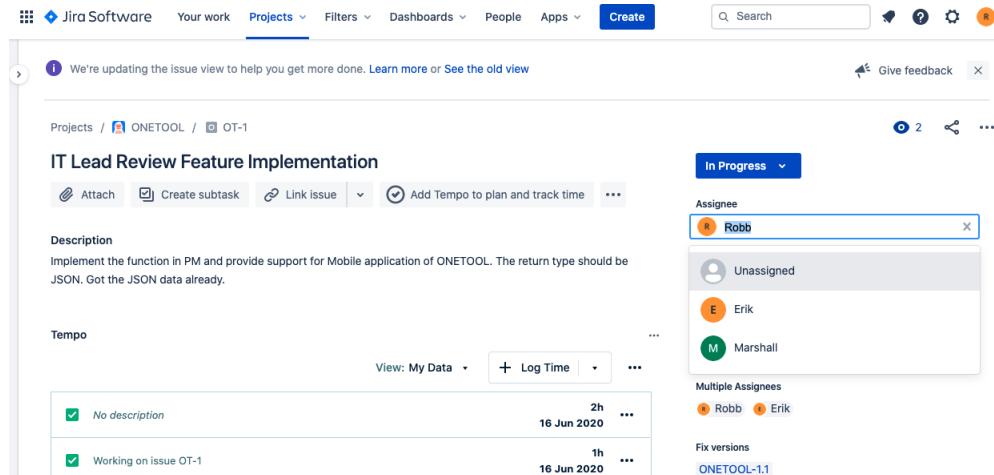 Jira Software Your work Projects Filters Dashboards People Apps Create Search R
i We're updating the issue view to help you get more done. Learn more or See the old view Give feedback
Projects / ONETOOL / OT-1 2
IT Lead Review Feature Implementation
In Progress
Attach Create subtask Link issue Add Tempo to plan and track time
Assignee
R Robb
Description
Implement the function in PM and provide support for Mobile application of ONETOOL. The return type should be
JSON. Got the JSON data already.
Unassigned
E Erik
M Marshall
Tempo
View: My Data Log Time
Multiple Assignees
R Robb E Erik
No description 2h
16 Jun 2020
Working on issue OT-1 1h
16 Jun 2020
Fix versions
ONETOOL-1.1